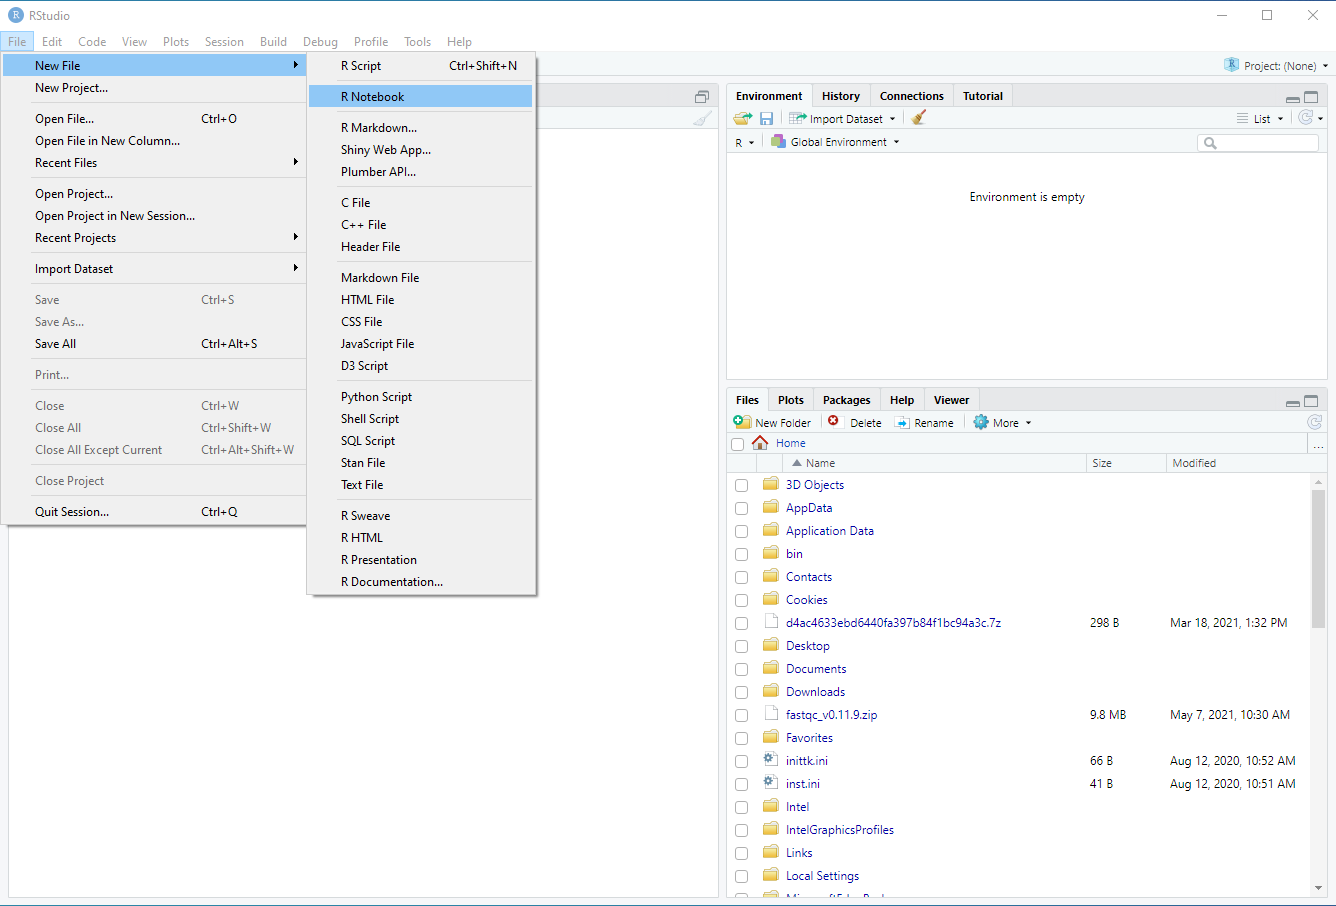 RStudio
File Edit Code View Plots Session Build Debug Profile Tools Help
New File
New Project...
Open File... Ctrl+O
Open File in New Column...
Recent Files
Open Project...
Open Project in New Session...
Recent Projects
Import Dataset
Save Ctrl+S
Save As...
Save All Ctrl+Alt+S
Print...
Close Ctrl+W
Close All Ctrl+Shift+W
Close All Except Current Ctrl+Alt+Shift+W
Close Project
Quit Session... Ctrl+Q
R Script Ctrl+Shift+N
R Notebook
R Markdown...
Shiny Web App...
Plumber API...
C File
C++ File
Header File
Markdown File
HTML File
CSS File
JavaScript File
D3 Script
Python Script
Shell Script
SQL Script
Stan File
Text File
R Sweave
R HTML
R Presentation
R Documentation...
Project: (None)
Environment History Connections Tutorial
Import Dataset List
R Global Environment
Environment is empty
Files Plots Packages Help Viewer
New Folder Delete Rename More
Home ...
Name Size Modified
3D Objects
AppData
Application Data
bin
Contacts
Cookies
d4ac4633ebd6440fa397b84f1bc94a3c.7z 298 B Mar 18, 2021, 1:32 PM
Desktop
Documents
Downloads
fastqc_v0.11.9.zip 9.8 MB May 7, 2021, 10:30 AM
Favorites
inittk.ini 66 B Aug 12, 2020, 10:52 AM
inst.ini 41 B Aug 12, 2020, 10:51 AM
Intel
IntelGraphicsProfiles
Links
Local Settings